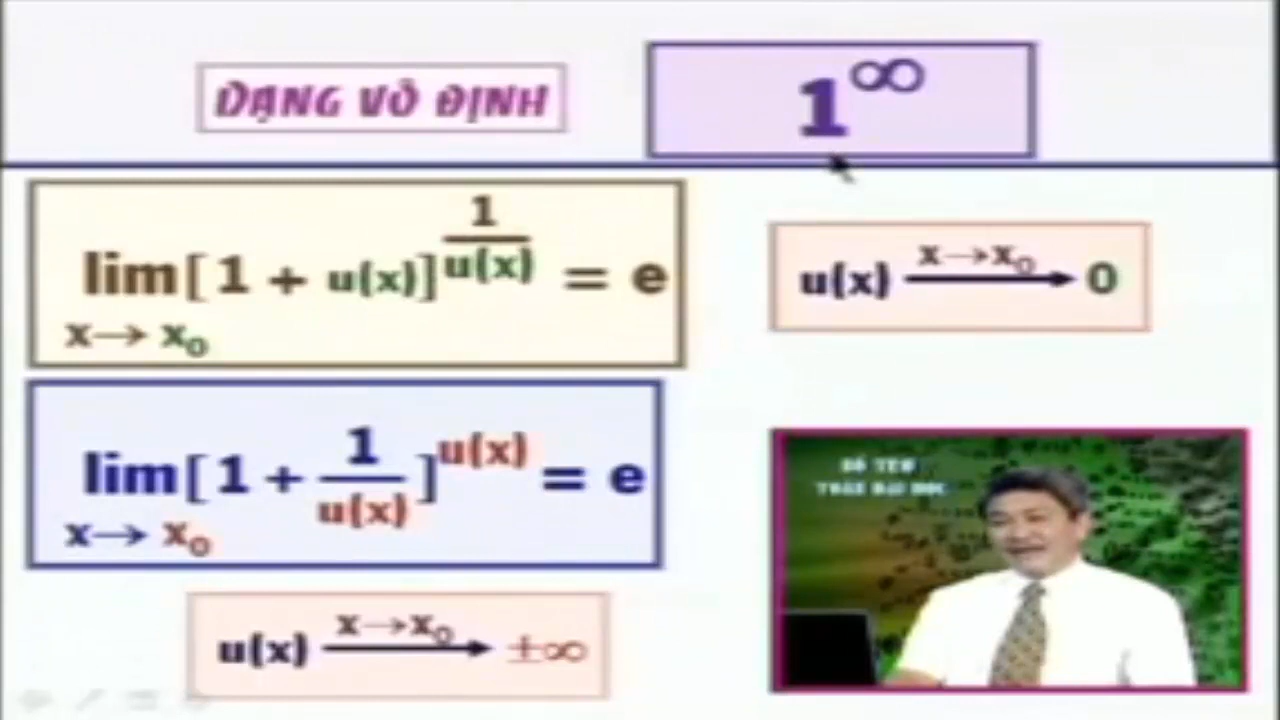 DẠNG VÔ ĐỊNH
1^∞
lim[1 + u(x)]^(1/u(x)) = e
x→x₀
u(x) x→x₀ 0
lim[1 + 1/u(x)]^u(x) = e
x→x₀
u(x) x→x₀ ±∞